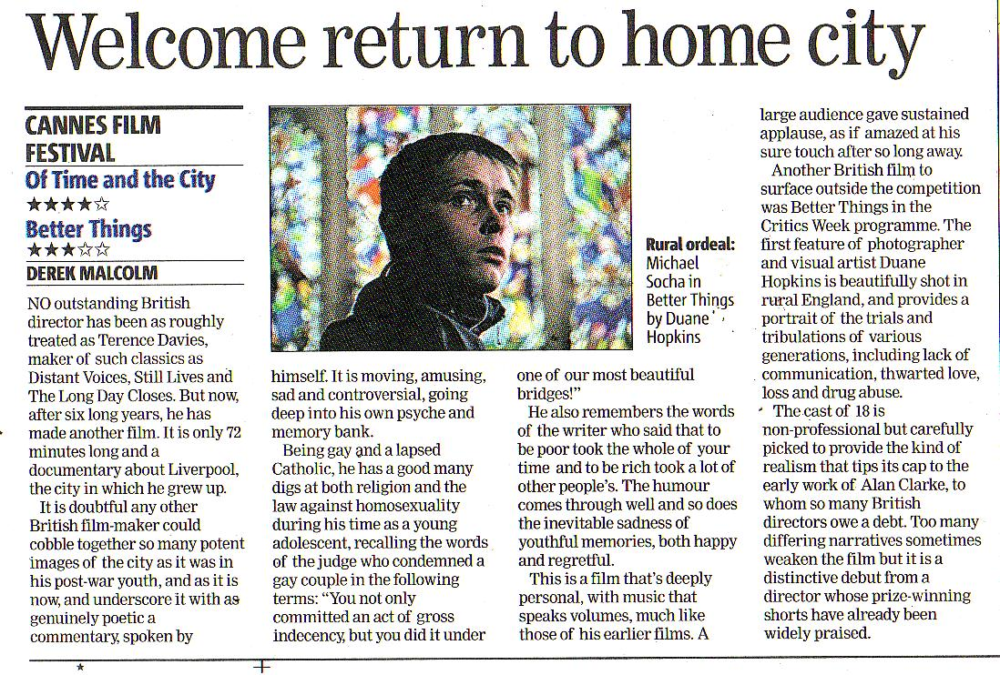 Welcome return to home city
CANNES FILM
FESTIVAL
Of Time and the City
★★★★☆
Better Things
★★★☆☆
DEREK MALCOLM
NO outstanding British
director has been as roughly
treated as Terence Davies,
maker of such classics as
Distant Voices, Still Lives and
The Long Day Closes. But now,
after six long years, he has
made another film. It is only 72
minutes long and a
documentary about Liverpool,
the city in which he grew up.
It is doubtful any other
British film-maker could
cobble together so many potent
images of the city as it was in
his post-war youth, and as it is
now, and underscore it with as
genuinely poetic a
commentary, spoken by
himself. It is moving, amusing,
sad and controversial, going
deep into his own psyche and
memory bank.
Being gay and a lapsed
Catholic, he has a good many
digs at both religion and the
law against homosexuality
during his time as a young
adolescent, recalling the words
of the judge who condemned a
gay couple in the following
terms: “You not only
committed an act of gross
indecency, but you did it under
one of our most beautiful
bridges!”
He also remembers the words
of the writer who said that to
be poor took the whole of your
time and to be rich took a lot of
other people's. The humour
comes through well and so does
the inevitable sadness of
youthful memories, both happy
and regretful.
This is a film that's deeply
personal, with music that
speaks volumes, much like
those of his earlier films. A
large audience gave sustained
applause, as if amazed at his
sure touch after so long away.
Another British film to
surface outside the competition
was Better Things in the
Critics Week programme. The
first feature of photographer
and visual artist Duane
Hopkins is beautifully shot in
rural England, and provides a
portrait of the trials and
tribulations of various
generations, including lack of
communication, thwarted love,
loss and drug abuse.
The cast of 18 is
non-professional but carefully
picked to provide the kind of
realism that tips its cap to the
early work of Alan Clarke, to
whom so many British
directors owe a debt. Too many
differing narratives sometimes
weaken the film but it is a
distinctive debut from a
director whose prize-winning
shorts have already been
widely praised.
Rural ordeal:
Michael
Socha in
Better Things
by Duane
Hopkins